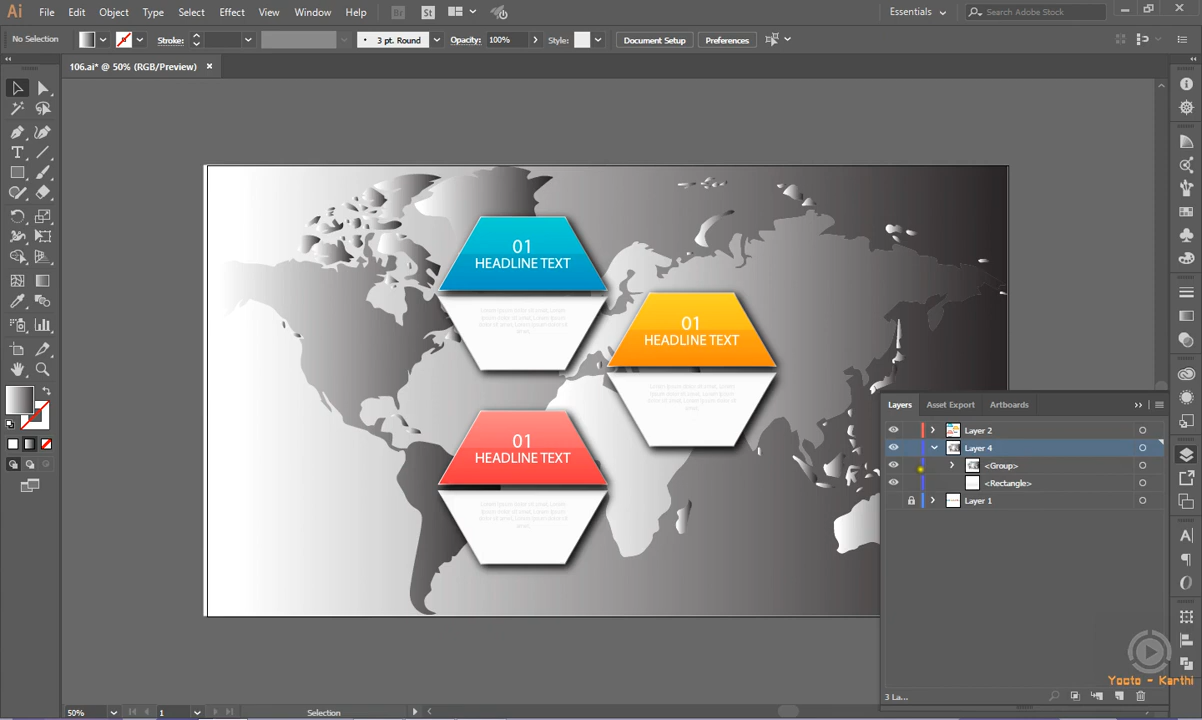 Ai File Edit Object Type Select Effect View Window Help Br St Essentials Search Adobe Stock
No Selection Stroke: 3 pt. Round Opacity: 100% Style: Document Setup Preferences
106.ai* @ 50% (RGB/Preview) ×
01
HEADLINE TEXT
01
HEADLINE TEXT
01
HEADLINE TEXT
Layers Asset Export Artboards
Layer 2
Layer 4
<Group>
<Rectangle>
Layer 1
3 La...
Yooto - Karthi
50% 1 Selection